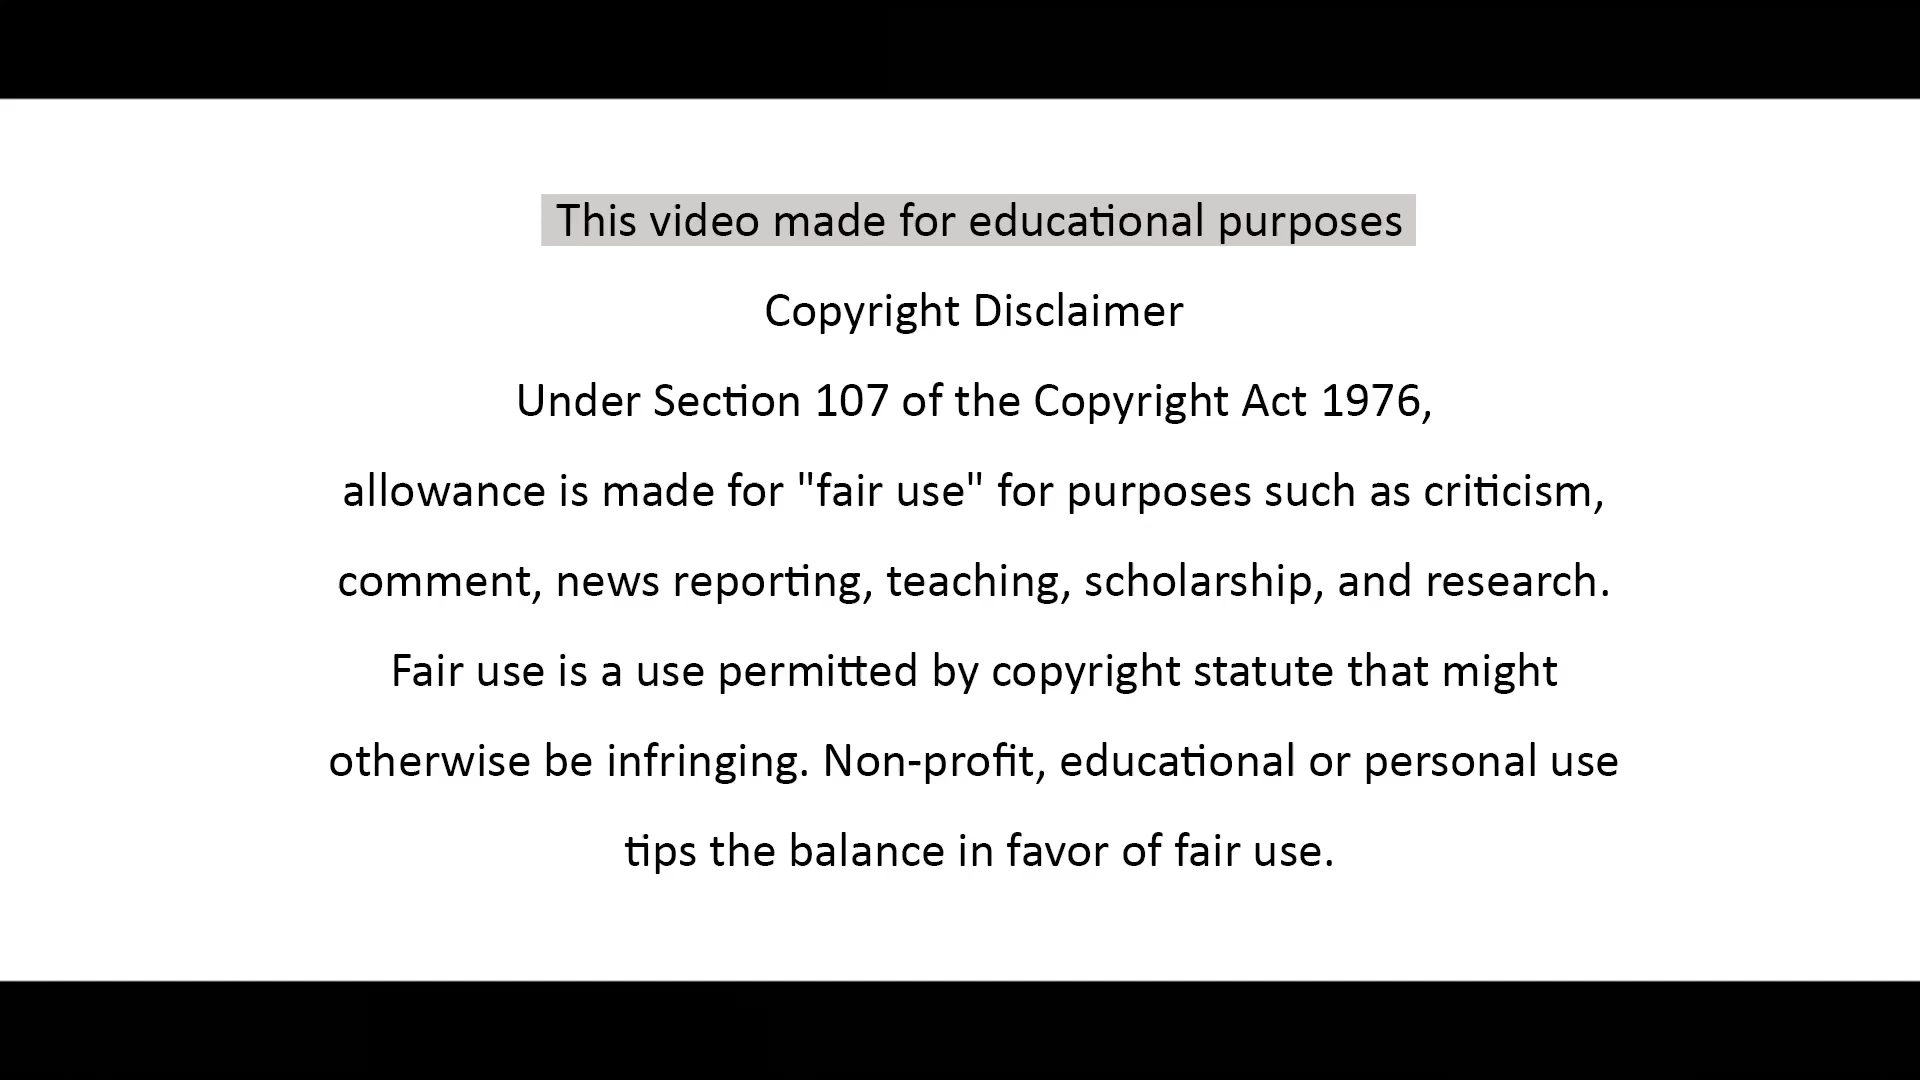 This video made for educational purposes
Copyright Disclaimer
Under Section 107 of the Copyright Act 1976,
allowance is made for "fair use" for purposes such as criticism,
comment, news reporting, teaching, scholarship, and research.
Fair use is a use permitted by copyright statute that might
otherwise be infringing. Non-profit, educational or personal use
tips the balance in favor of fair use.